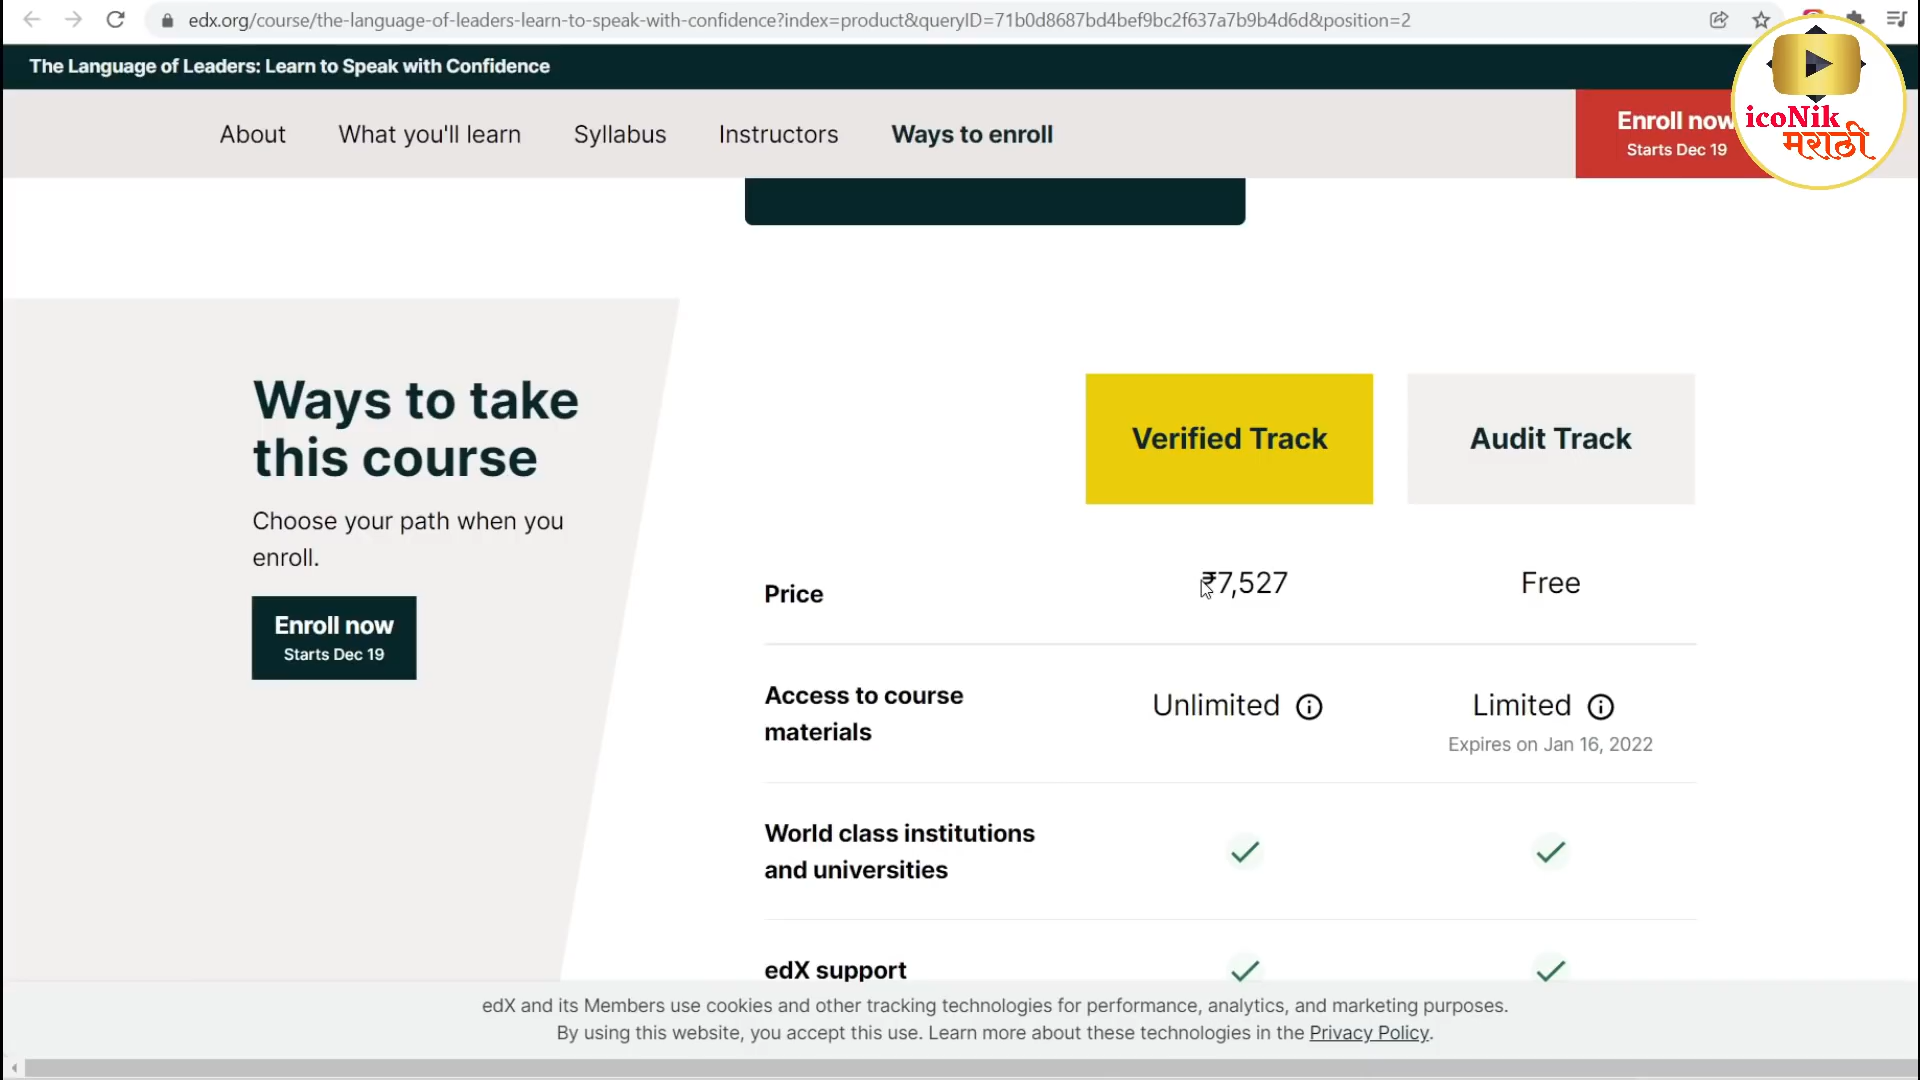 edx.org/course/the-language-of-leaders-learn-to-speak-with-confidence?index=product&queryID=71b0d8687bd4bef9bc2f637a7b9b4d6d&position=2
The Language of Leaders: Learn to Speak with Confidence
About What you'll learn Syllabus Instructors Ways to enroll
Enroll now
Starts Dec 19
icoNik
मराठी
Ways to take
this course
Choose your path when you
enroll.
Enroll now
Starts Dec 19
Verified Track Audit Track
Price ₹7,527 Free
Access to course
materials
Unlimited Limited
Expires on Jan 16, 2022
World class institutions
and universities
edX support
edX and its Members use cookies and other tracking technologies for performance, analytics, and marketing purposes.
By using this website, you accept this use. Learn more about these technologies in the Privacy Policy.